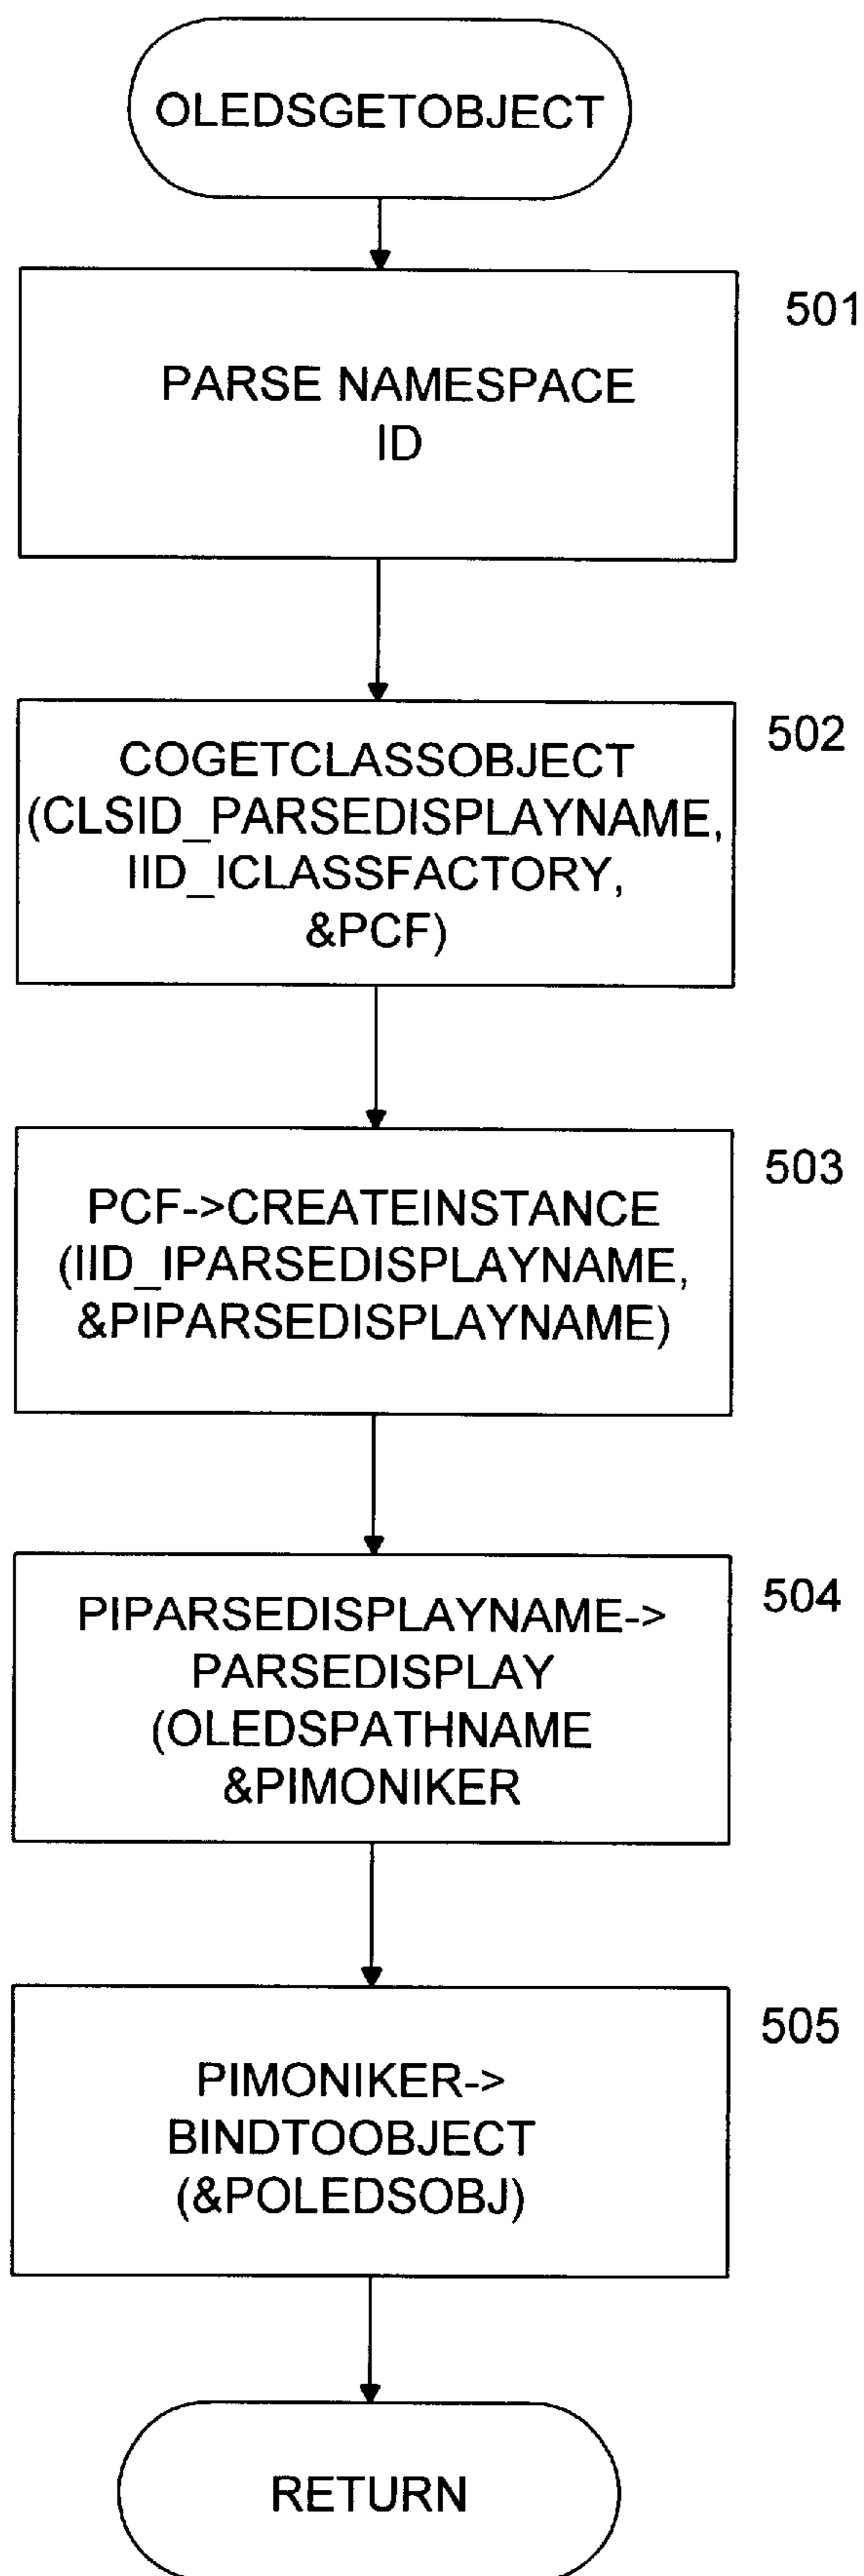 OLEDSGETOBJECT
501
PARSE NAMESPACE
ID
502
COGETCLASSOBJECT
(CLSID_PARSEDISPLAYNAME,
IID_ICLASSFACTORY,
&PCF)
503
PCF->CREATEINSTANCE
(IID_IPARSEDISPLAYNAME,
&PIPARSEDISPLAYNAME)
504
PIPARSEDISPLAYNAME->
PARSEDISPLAY
(OLEDSPATHNAME
&PIMONIKER
505
PIMONIKER->
BINDTOOBJECT
(&POLEDSOBJ)
RETURN